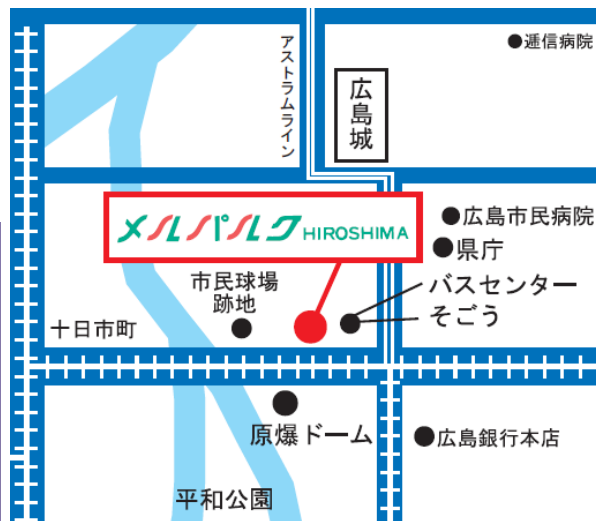 アストラムライン
逓信病院
広島城
メルパルク HIROSHIMA
広島市民病院
県庁
市民球場
跡地
バスセンター
そごう
十日市町
原爆ドーム
広島銀行本店
平和公園